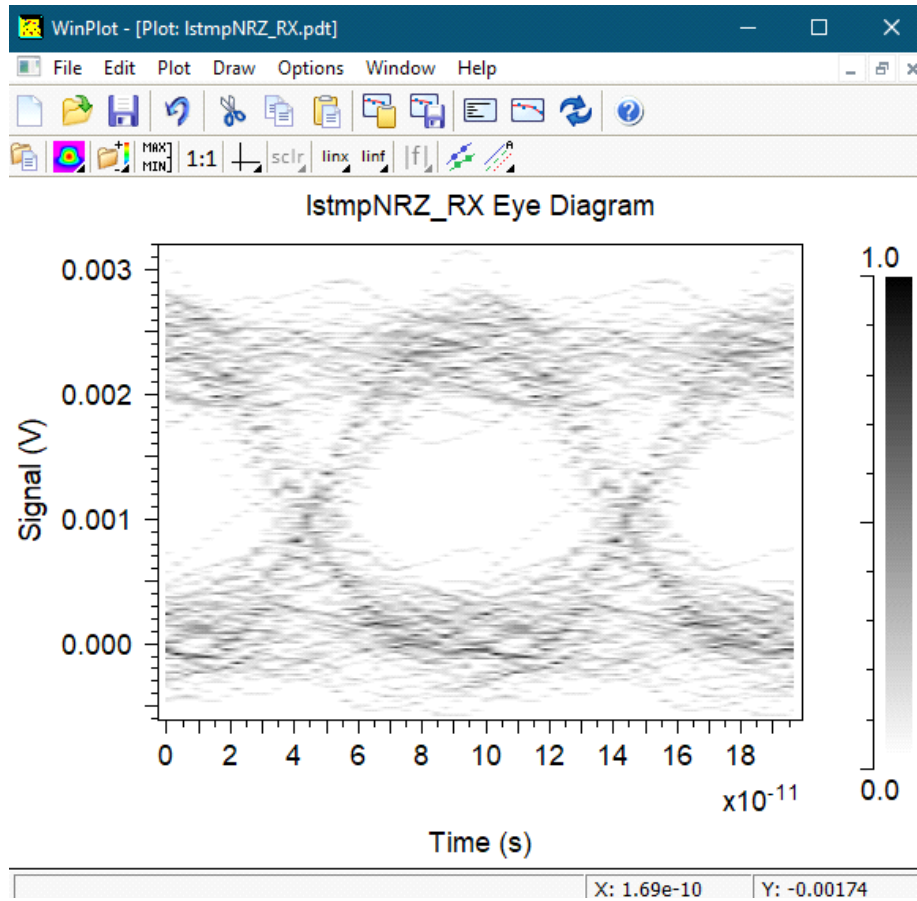 WinPlot - [Plot: lstmpNRZ_RX.pdt]
File Edit Plot Draw Options Window Help
MAX
MIN
1:1
sclr
linx
linf
|f|
A
lstmpNRZ_RX Eye Diagram
1.0
0.003
0.002
0.001
0.000
Signal (V)
0 2 4 6 8 10 12 14 16 18
x10⁻¹¹
0.0
Time (s)
X: 1.69e-10 Y: -0.00174